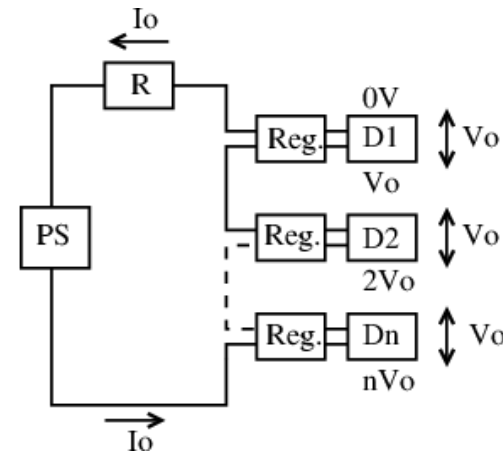 Io
R
0V
Reg. D1 Vo
Vo
PS
Reg. D2 Vo
2Vo
Reg. Dn Vo
nVo
Io